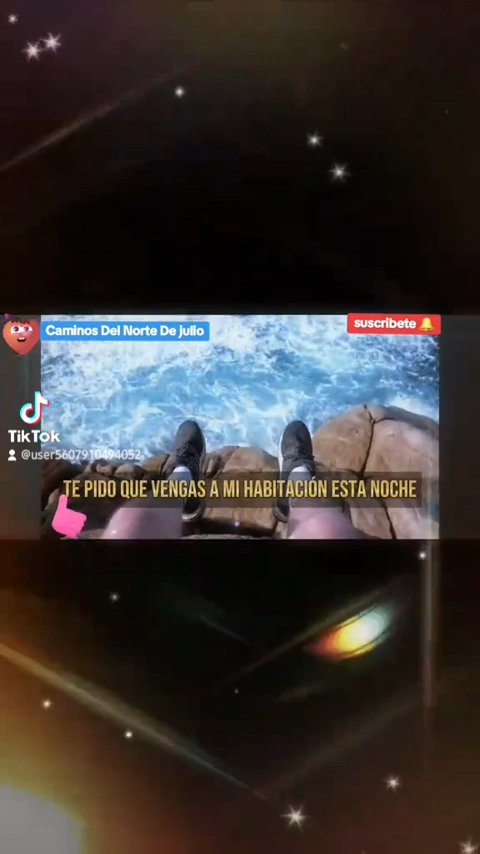 Caminos Del Norte De julio
suscribete
TikTok
@user5607910494052
TE PIDO QUE VENGAS A MI HABITACIÓN ESTA NOCHE